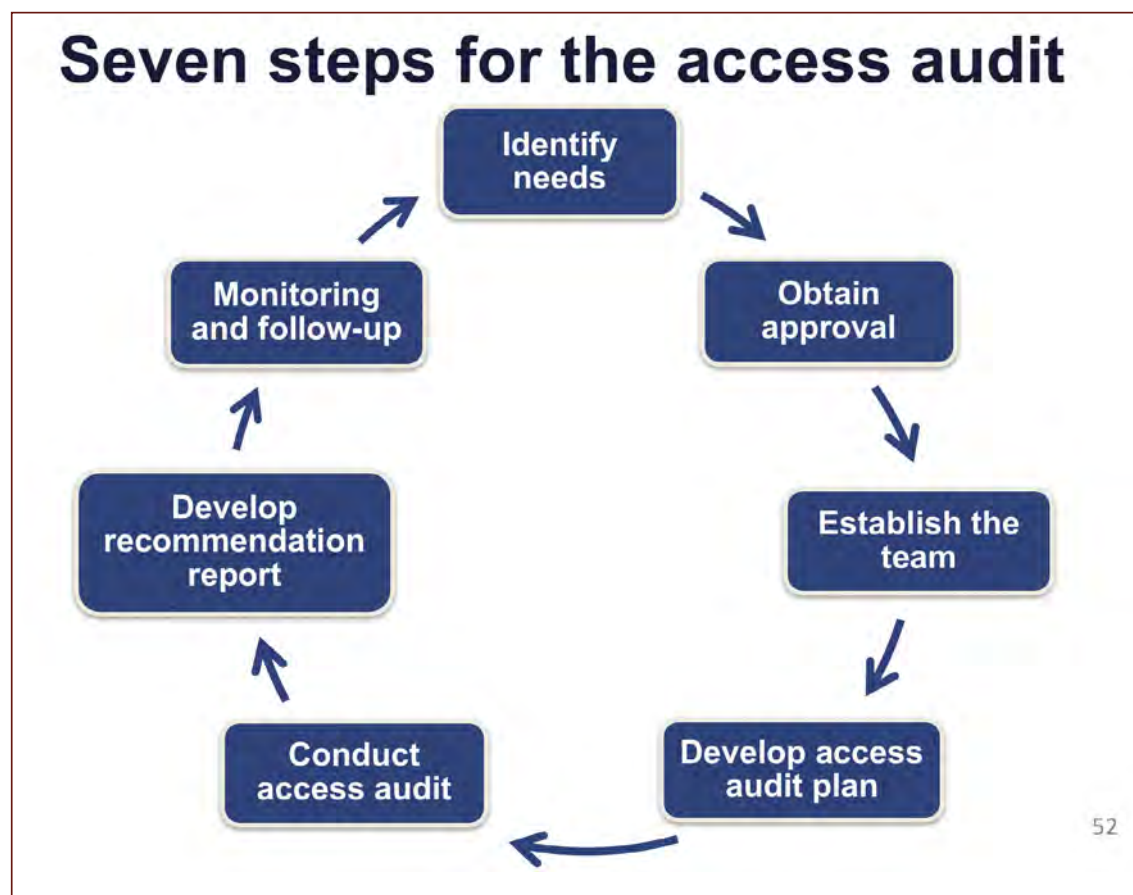 Seven steps for the access audit
Identify
needs
Obtain
approval
Establish the
team
Develop access
audit plan
Conduct
access audit
Develop
recommendation
report
Monitoring
and follow-up
52